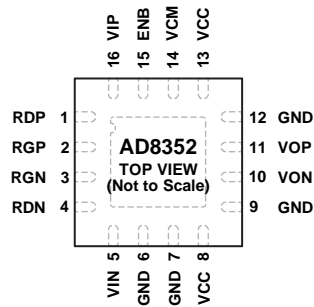 16 VIP
15 ENB
14 VCM
13 VCC
RDP 1
RGP 2
RGN 3
RDN 4
AD8352
TOP VIEW
(Not to Scale)
12 GND
11 VOP
10 VON
9 GND
VIN 5
GND 6
GND 7
VCC 8